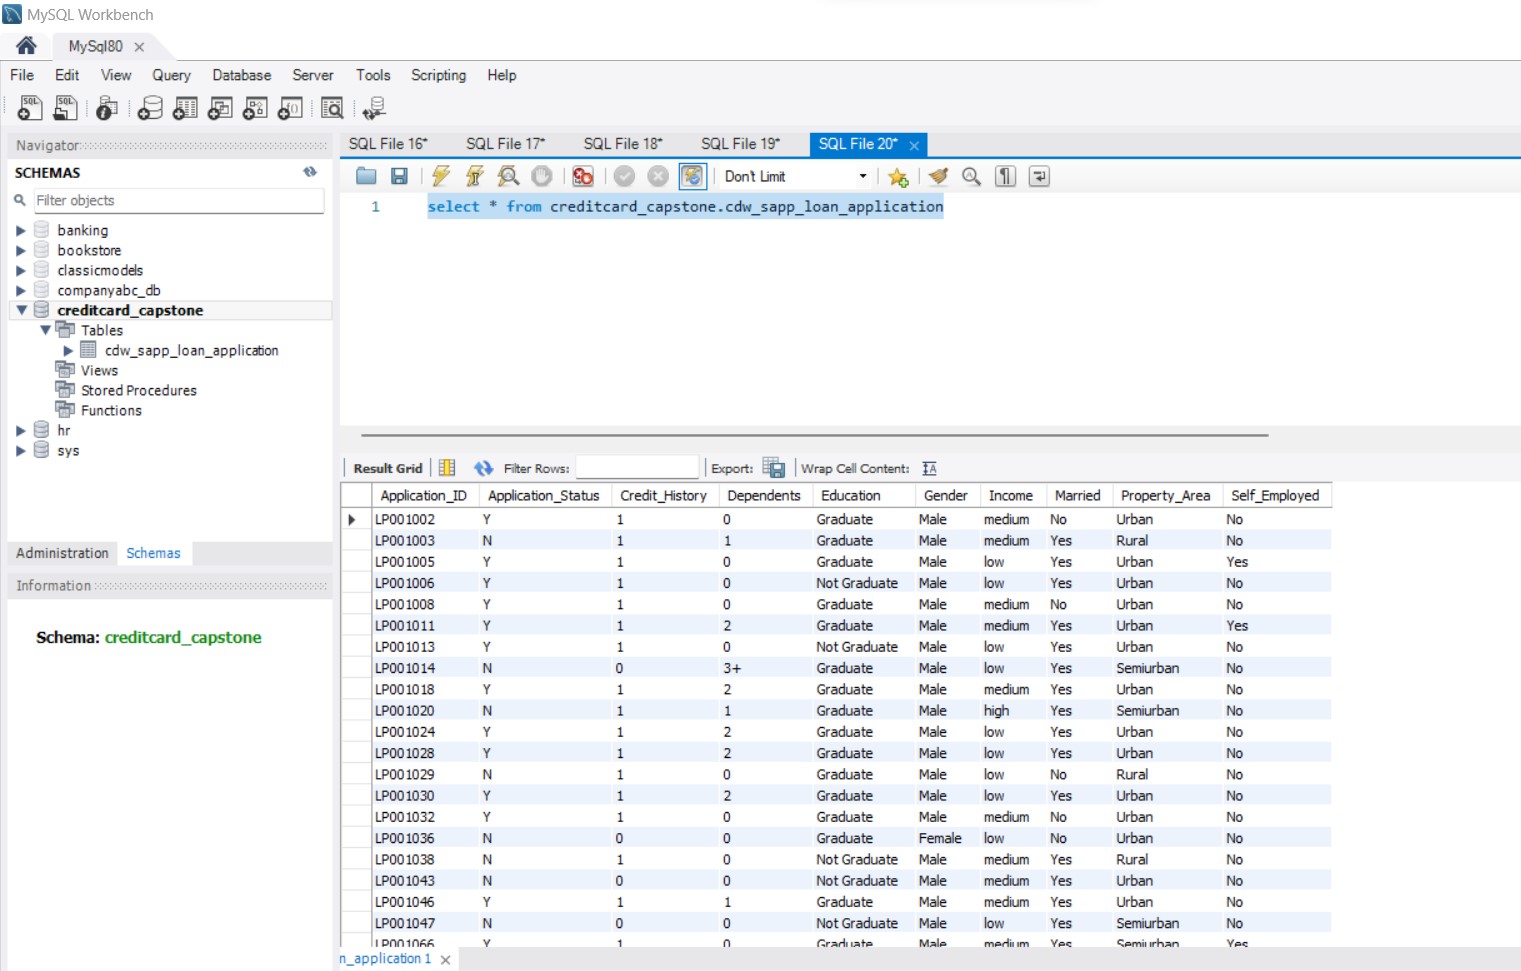 MySQL Workbench
MySql80
File Edit View Query Database Server Tools Scripting Help
Navigator
SCHEMAS
Filter objects
banking
bookstore
classicmodels
companyabc_db
creditcard_capstone
Tables
cdw_sapp_loan_application
Views
Stored Procedures
Functions
hr
sys
Administration Schemas
Information
Schema: creditcard_capstone
SQL File 16* SQL File 17* SQL File 18* SQL File 19* SQL File 20*
Don't Limit
1 select * from creditcard_capstone.cdw_sapp_loan_application
Result Grid Filter Rows: Export: Wrap Cell Content:
Application_ID Application_Status Credit_History Dependents Education Gender Income Married Property_Area Self_Employed
LP001002 Y 1 0 Graduate Male medium No Urban No
LP001003 N 1 1 Graduate Male medium Yes Rural No
LP001005 Y 1 0 Graduate Male low Yes Urban Yes
LP001006 Y 1 0 Not Graduate Male low Yes Urban No
LP001008 Y 1 0 Graduate Male medium No Urban No
LP001011 Y 1 2 Graduate Male medium Yes Urban Yes
LP001013 Y 1 0 Not Graduate Male low Yes Urban No
LP001014 N 0 3+ Graduate Male low Yes Semiurban No
LP001018 Y 1 2 Graduate Male medium Yes Urban No
LP001020 N 1 1 Graduate Male high Yes Semiurban No
LP001024 Y 1 2 Graduate Male low Yes Urban No
LP001028 Y 1 2 Graduate Male low Yes Urban No
LP001029 N 1 0 Graduate Male low No Rural No
LP001030 Y 1 2 Graduate Male low Yes Urban No
LP001032 Y 1 0 Graduate Male medium No Urban No
LP001036 N 0 0 Graduate Female low No Urban No
LP001038 N 1 0 Not Graduate Male medium Yes Rural No
LP001043 N 0 0 Not Graduate Male medium Yes Urban No
LP001046 Y 1 1 Graduate Male medium Yes Urban No
LP001047 N 0 0 Not Graduate Male low Yes Semiurban No
LP001066 Y 1 0 Graduate Male medium Yes Semiurban Yes
n_application 1